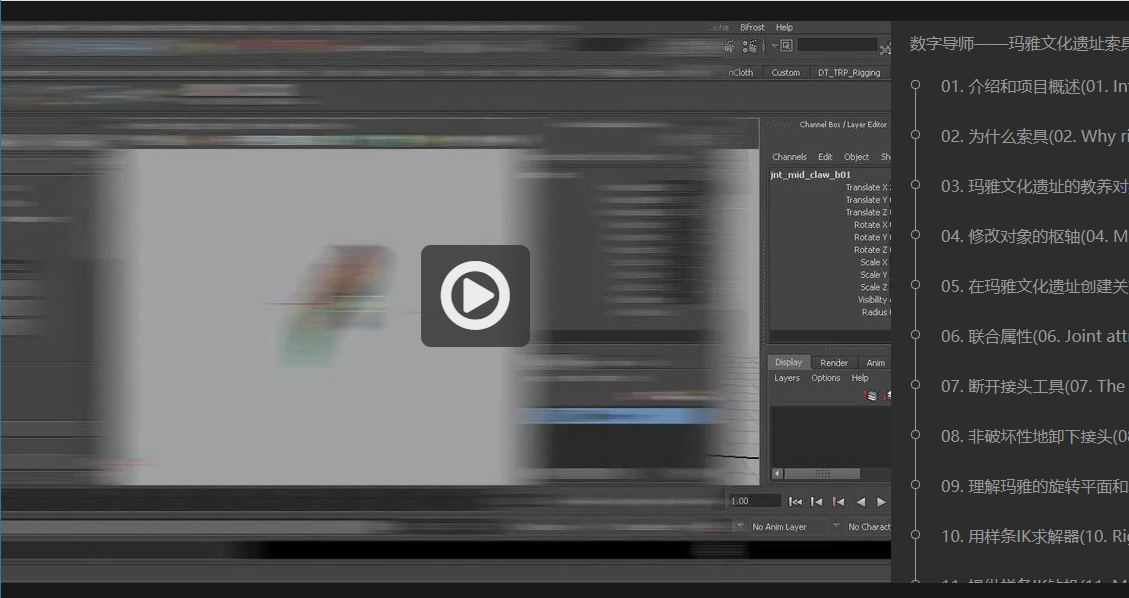 Bifrost Help
数字导师——玛雅文化遗址索具
nCloth Custom DT_TRP_Rigging
01. 介绍和项目概述(01. In
Channel Box / Layer Editor
02. 为什么索具(02. Why ri
Channels Edit Object Sh
jnt_mid_claw_b01
Translate X
03. 玛雅文化遗址的教养对
Translate Y
Translate Z
Rotate X
04. 修改对象的枢轴(04. M
Rotate Y
Rotate Z
Scale X
Scale Y
05. 在玛雅文化遗址创建关
Scale Z
Visibility
Radius
06. 联合属性(06. Joint att
Display Render Anim
Layers Options Help
07. 断开接头工具(07. The
08. 非破坏性地卸下接头(08
09. 理解玛雅的旋转平面和
1.00
No Anim Layer No Charact
10. 用样条IK求解器(10. Rig